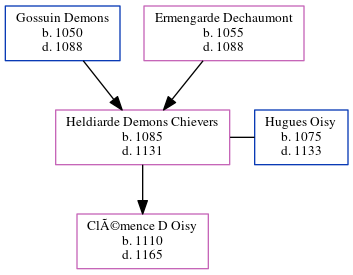 Gossuin Demons
b. 1050
d. 1088
Ermengarde Dechaumont
b. 1055
d. 1088
Heldiarde Demons Chievers
b. 1085
d. 1131
Hugues Oisy
b. 1075
d. 1133
ClÃ©mence D Oisy
b. 1110
d. 1165